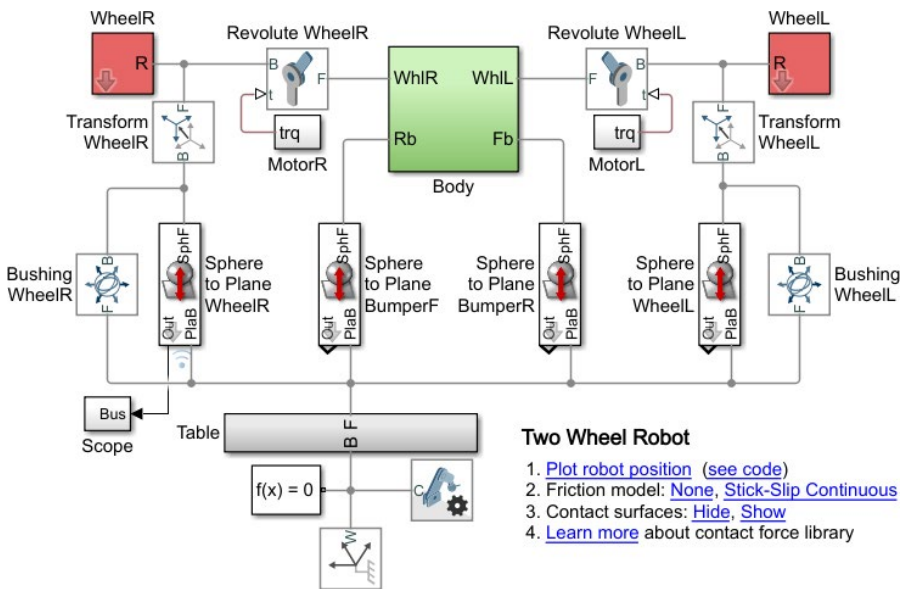 WheelR
Revolute WheelR
Revolute WheelL
WheelL
R
B
F
t
WhlR
WhlL
F
B
t
R
F
Transform
WheelR
B
trq
MotorR
Rb
Fb
Body
trq
MotorL
F
Transform
WheelL
B
Bushing
WheelR
B
F
SphF
Out
PlaB
Sphere
to Plane
WheelR
SphF
Out
PlaB
Sphere
to Plane
BumperF
Sphere
to Plane
BumperR
SphF
Out
PlaB
Sphere
to Plane
WheelL
SphF
Out
PlaB
B
F
Bushing
WheelL
Bus
Scope
Table
B F
f(x) = 0
C
W
Two Wheel Robot
1. Plot robot position (see code)
2. Friction model: None, Stick-Slip Continuous
3. Contact surfaces: Hide, Show
4. Learn more about contact force library